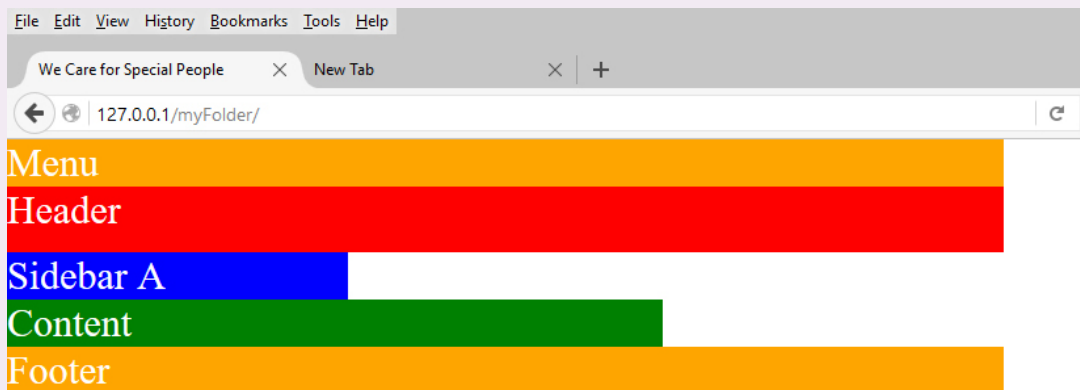 File Edit View History Bookmarks Tools Help
We Care for Special People New Tab
127.0.0.1/myFolder/
Menu
Header
Sidebar A
Content
Footer